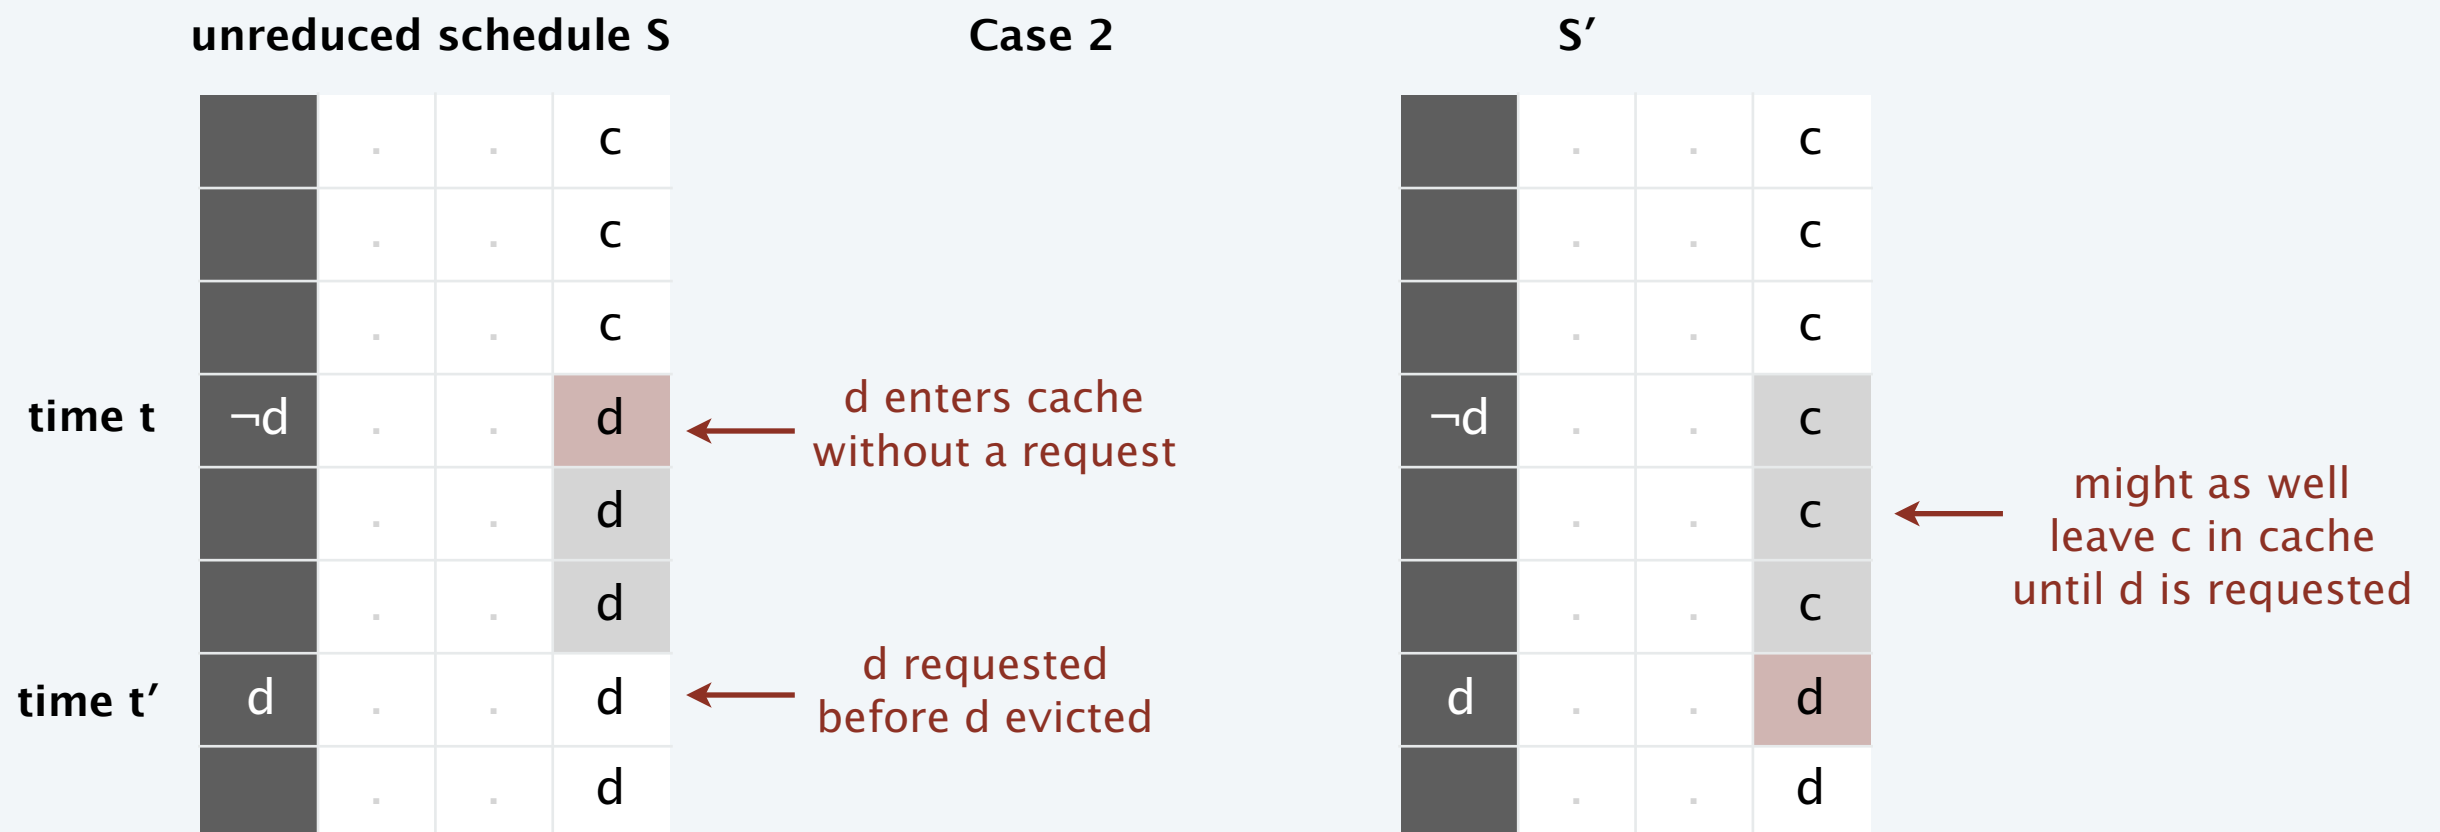 unreduced schedule S Case 2 S′
. . c . . c
. . c . . c
. . c . . c
time t ¬d . . d ¬d . . c
d enters cache
without a request
. . d . . c
might as well
leave c in cache
until d is requested
. . d . . c
time t′ d . . d d . . d
d requested
before d evicted
. . d . . d